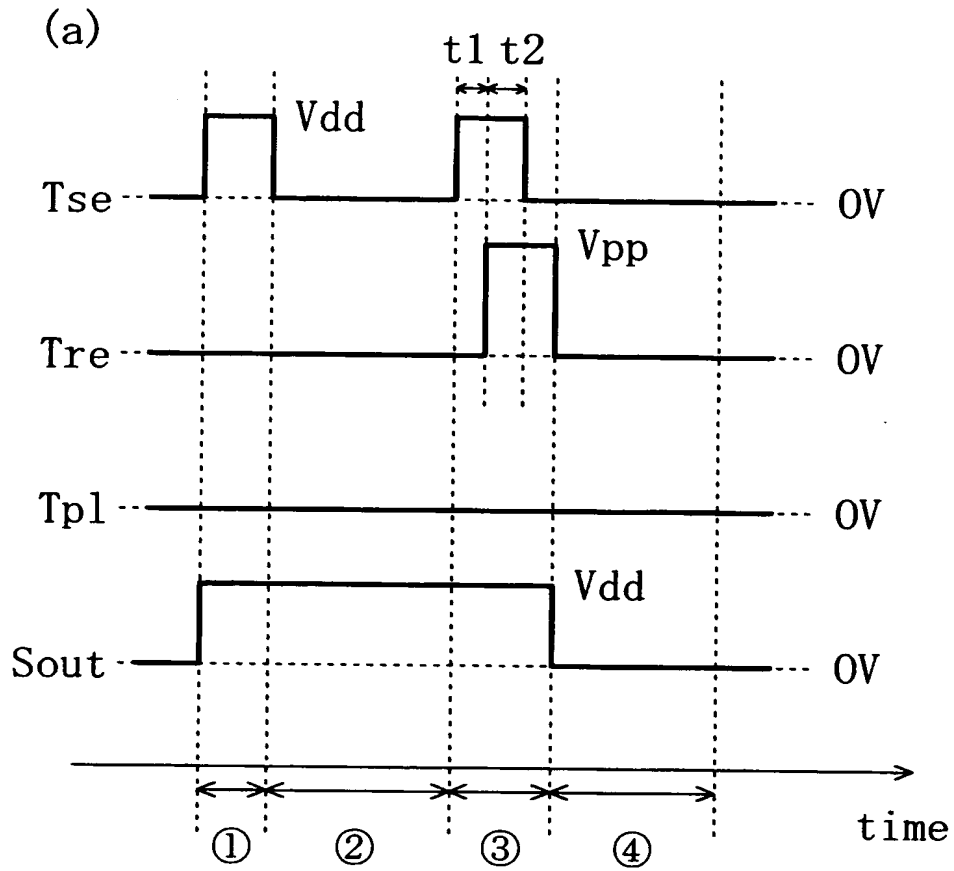 (a)
t1 t2
Vdd
Tse 0V
Vpp
Tre 0V
Tpl 0V
Vdd
Sout 0V
time
① ② ③ ④